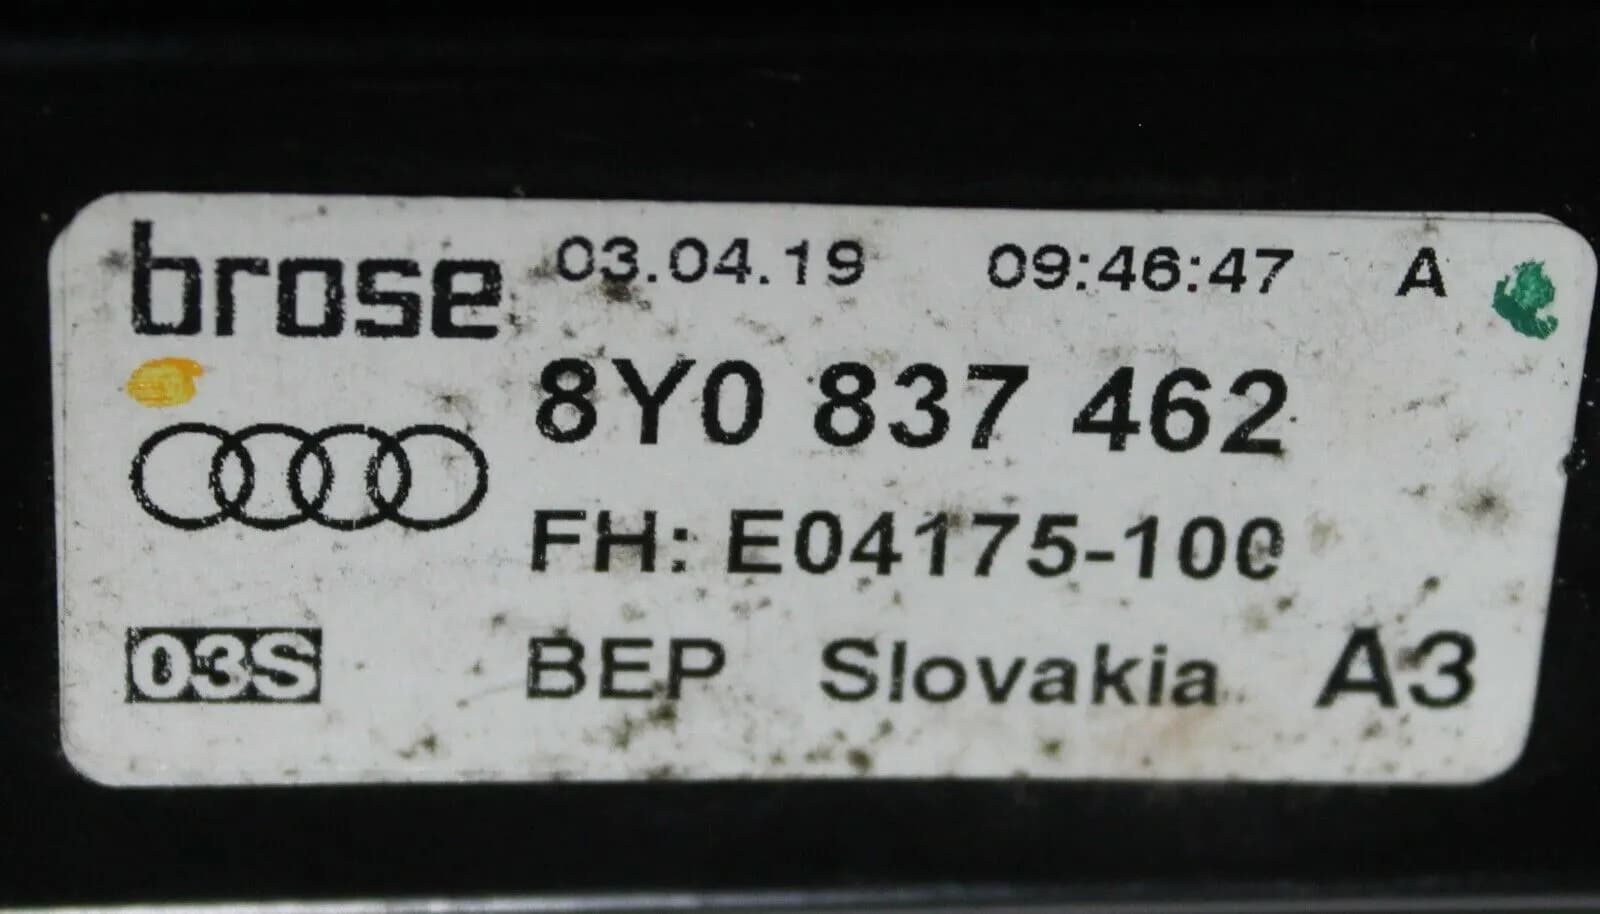 brose 03.04.19 09:46:47 A
8Y0 837 462
FH: E04175-100
03S BEP Slovakia A3